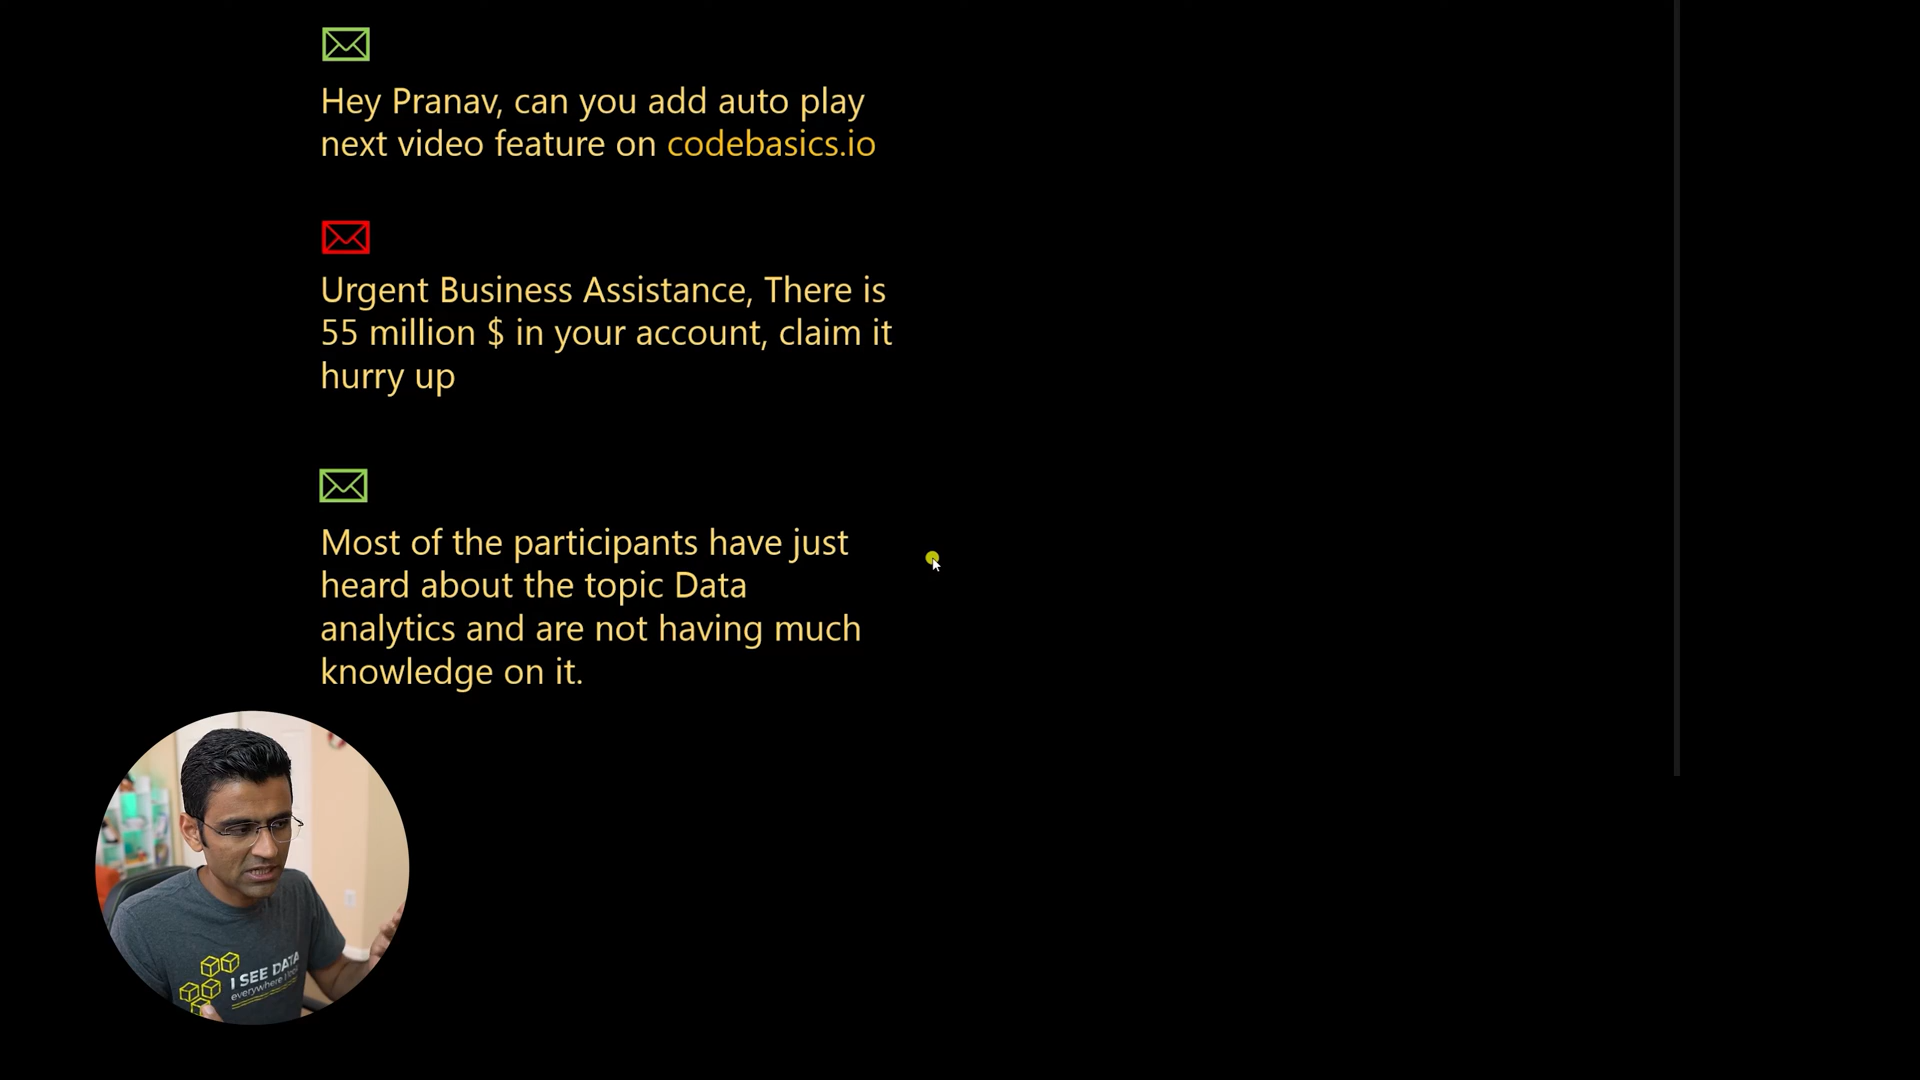 Hey Pranav, can you add auto play
next video feature on codebasics.io
Urgent Business Assistance, There is
55 million $ in your account, claim it
hurry up
Most of the participants have just
heard about the topic Data
analytics and are not having much
knowledge on it.
I SEE DATA
everywhere I look